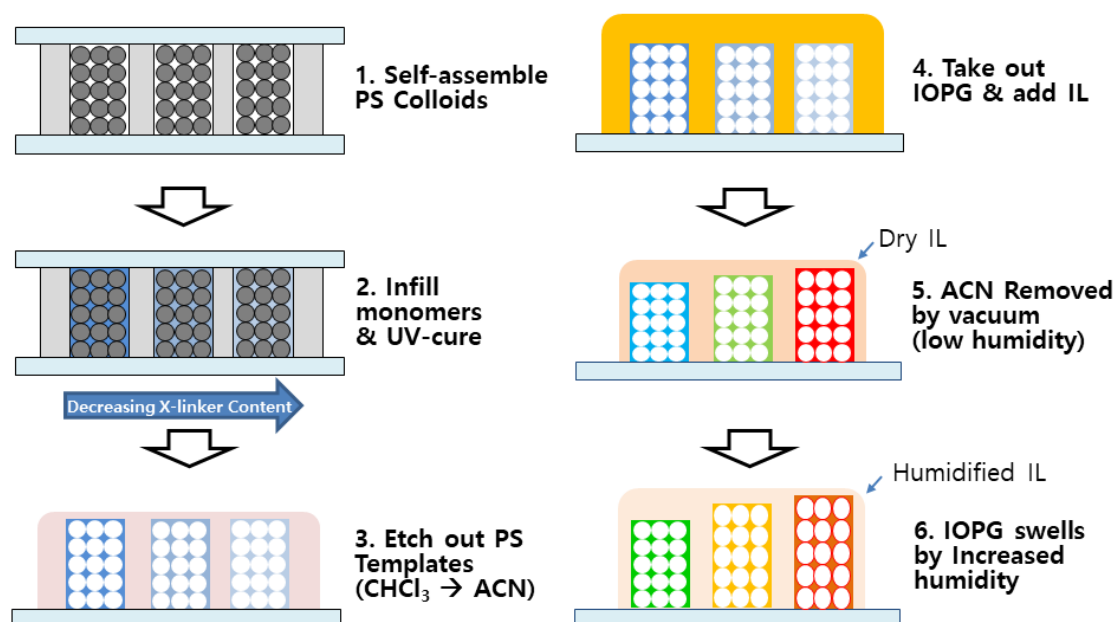 1. Self-assemble
PS Colloids
2. Infill
monomers
& UV-cure
Decreasing X-linker Content
3. Etch out PS
Templates
(CHCl₃ → ACN)
4. Take out
IOPG & add IL
Dry IL
5. ACN Removed
by vacuum
(low humidity)
Humidified IL
6. IOPG swells
by Increased
humidity